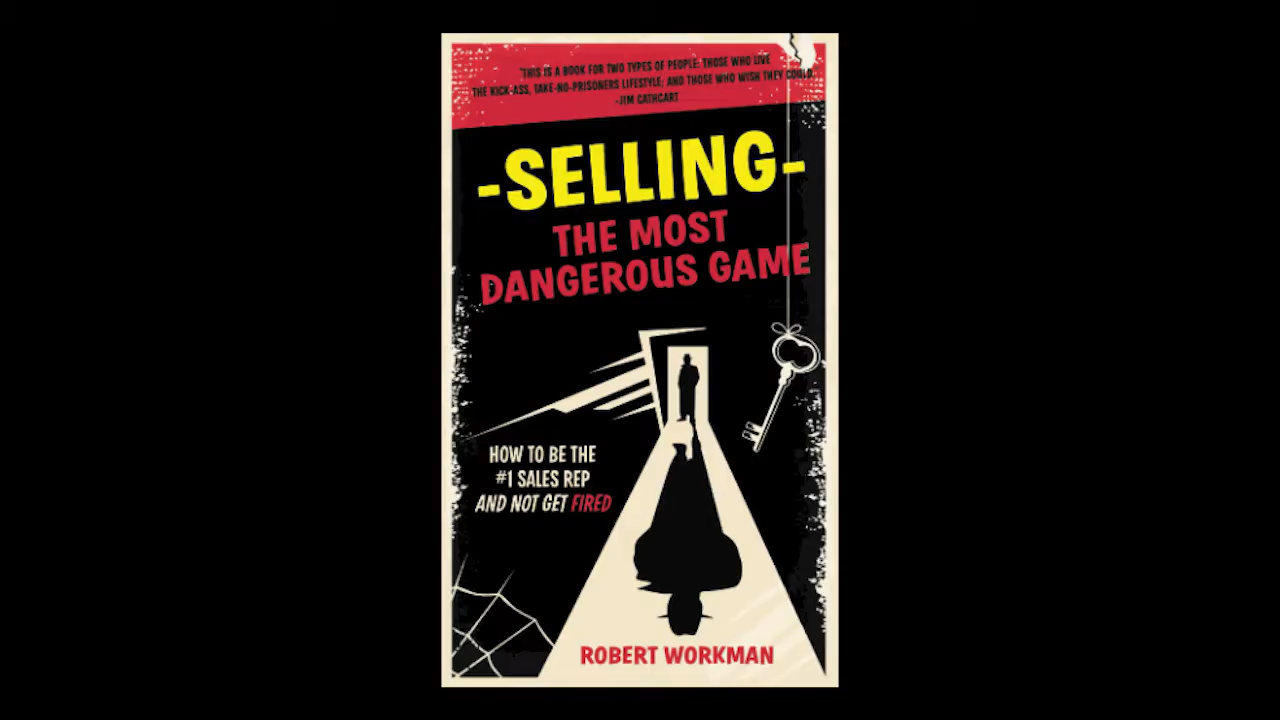 "THIS IS A BOOK FOR TWO TYPES OF PEOPLE: THOSE WHO LIVE
THE KICK-ASS, TAKE-NO-PRISONERS LIFESTYLE; AND THOSE WHO WISH THEY COULD.
-JIM CATHCART
-SELLING-
THE MOST
DANGEROUS GAME
HOW TO BE THE
#1 SALES REP
AND NOT GET FIRED
ROBERT WORKMAN